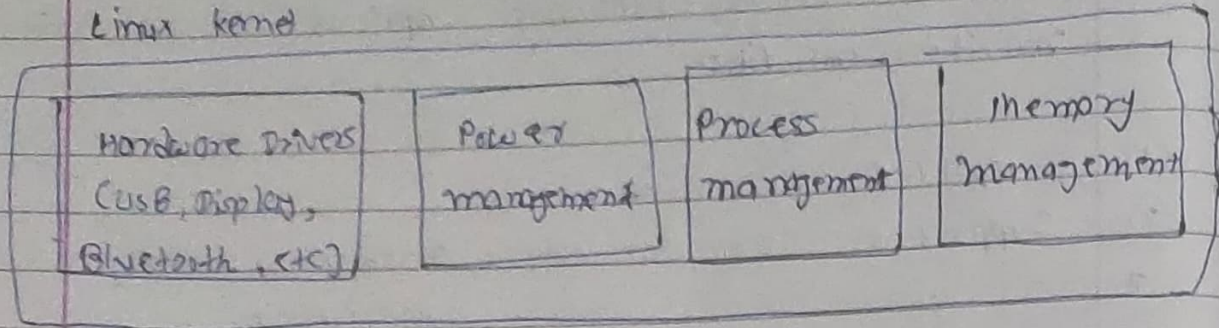 Linux kernel
Hardware Drivers
(USB, Display,
Bluetooth, etc)
Power
management
Process
management
memory
management